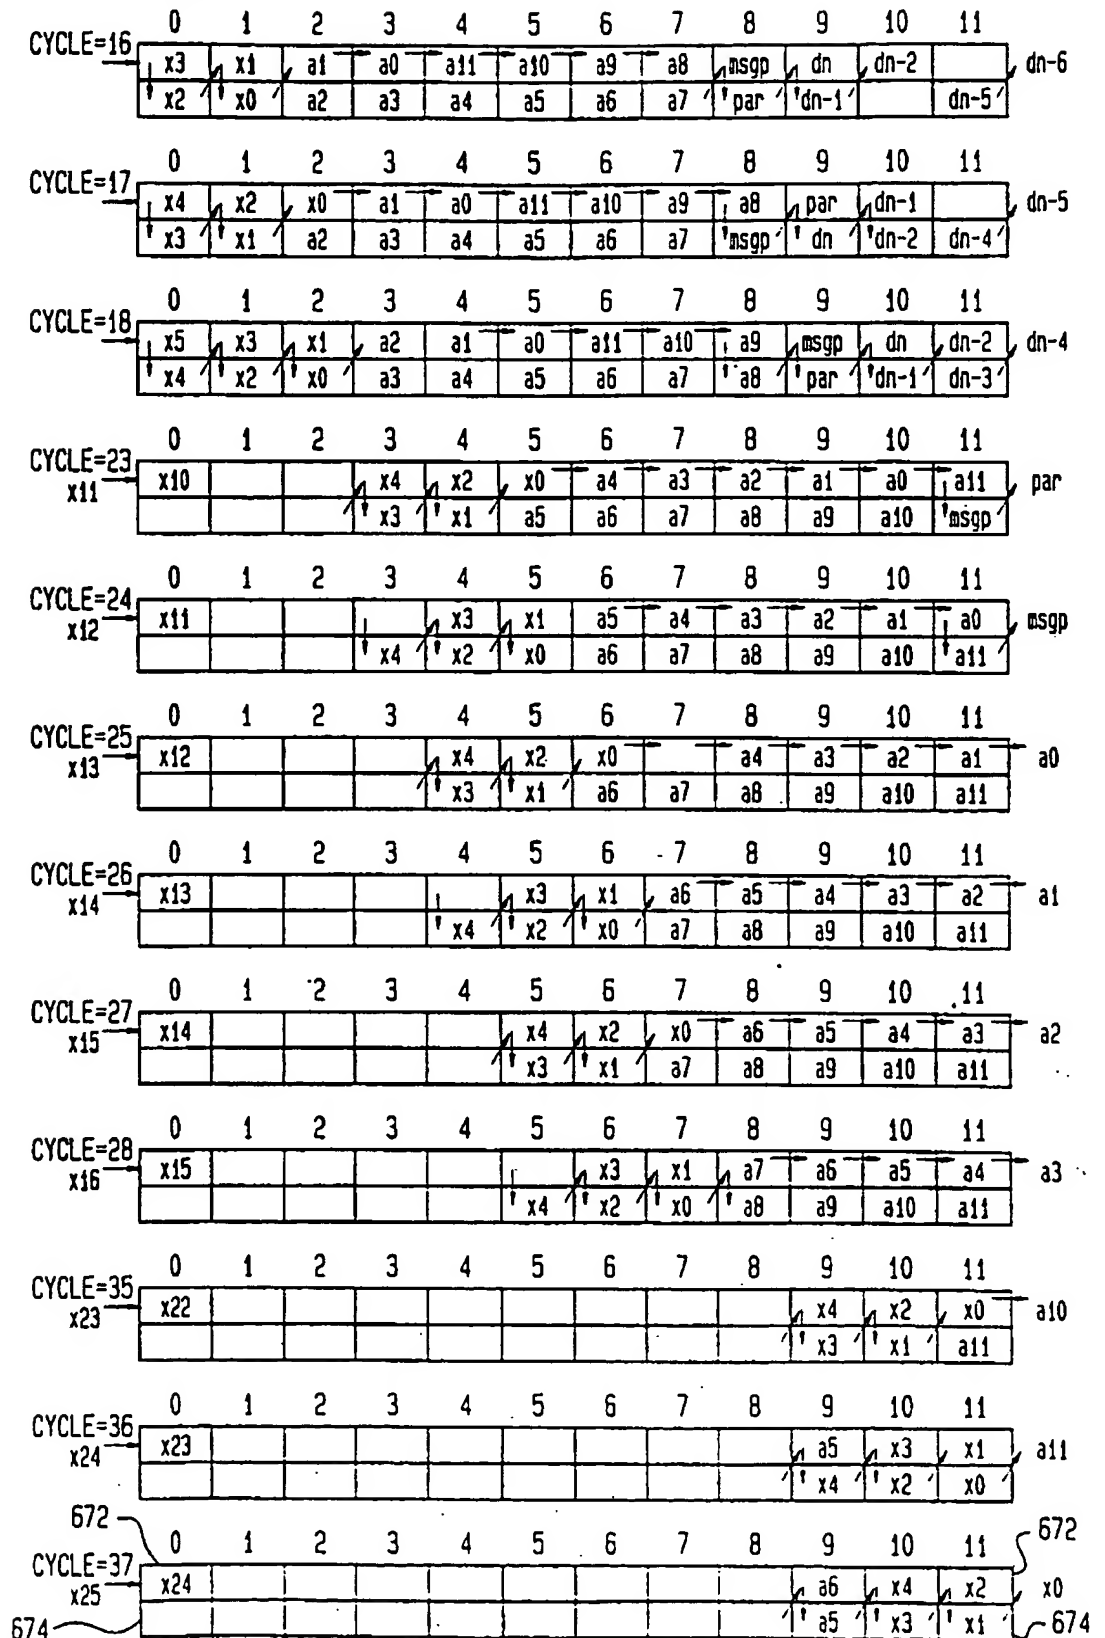 0 1 2 3 4 5 6 7 8 9 10 11
CYCLE=16
x3 x1 a1 a0 a11 a10 a9 a8 msgp dn dn-2 dn-6
x2 x0 a2 a3 a4 a5 a6 a7 par dn-1 dn-5
0 1 2 3 4 5 6 7 8 9 10 11
CYCLE=17
x4 x2 x0 a1 a0 a11 a10 a9 a8 par dn-1 dn-5
x3 x1 a2 a3 a4 a5 a6 a7 msgp dn dn-2 dn-4
0 1 2 3 4 5 6 7 8 9 10 11
CYCLE=18
x5 x3 x1 a2 a1 a0 a11 a10 a9 msgp dn dn-2 dn-4
x4 x2 x0 a3 a4 a5 a6 a7 a8 par dn-1 dn-3
0 1 2 3 4 5 6 7 8 9 10 11
CYCLE=23
x11 x10 x4 x2 x0 a4 a3 a2 a1 a0 a11 par
x3 x1 a5 a6 a7 a8 a9 a10 msgp
0 1 2 3 4 5 6 7 8 9 10 11
CYCLE=24
x12 x11 x3 x1 a5 a4 a3 a2 a1 a0 msgp
x4 x2 x0 a6 a7 a8 a9 a10 a11
0 1 2 3 4 5 6 7 8 9 10 11
CYCLE=25
x13 x12 x4 x2 x0 a4 a3 a2 a1 a0
x3 x1 a6 a7 a8 a9 a10 a11
0 1 2 3 4 5 6 7 8 9 10 11
CYCLE=26
x14 x13 x3 x1 a6 a5 a4 a3 a2 a1
x4 x2 x0 a7 a8 a9 a10 a11
0 1 2 3 4 5 6 7 8 9 10 11
CYCLE=27
x15 x14 x4 x2 x0 a6 a5 a4 a3 a2
x3 x1 a7 a8 a9 a10 a11
0 1 2 3 4 5 6 7 8 9 10 11
CYCLE=28
x16 x15 x3 x1 a7 a6 a5 a4 a3
x4 x2 x0 a8 a9 a10 a11
0 1 2 3 4 5 6 7 8 9 10 11
CYCLE=35
x23 x22 x4 x2 x0 a10
x3 x1 a11
0 1 2 3 4 5 6 7 8 9 10 11
CYCLE=36
x24 x23 a5 x3 x1 a11
x4 x2 x0
672 0 1 2 3 4 5 6 7 8 9 10 11 672
CYCLE=37
x25 x24 a6 x4 x2 x0
674 a5 x3 x1 674